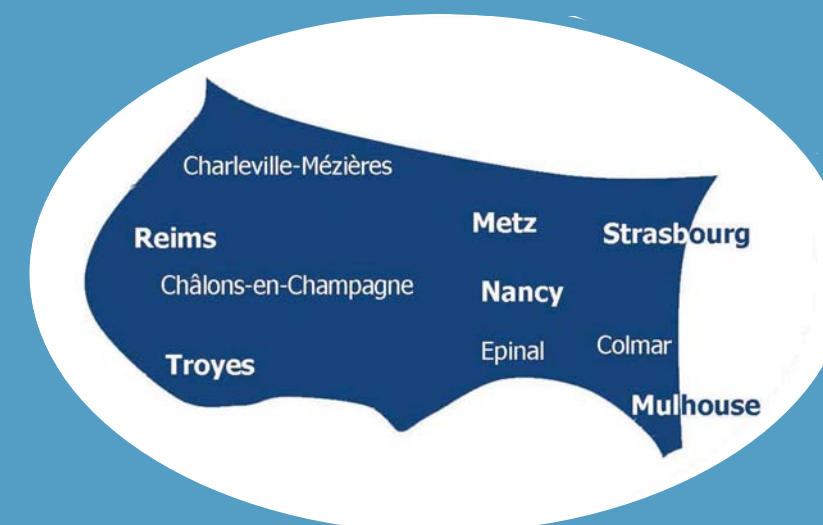 Charleville-Mézières
Metz
Strasbourg
Reims
Châlons-en-Champagne
Nancy
Epinal
Colmar
Troyes
Mulhouse